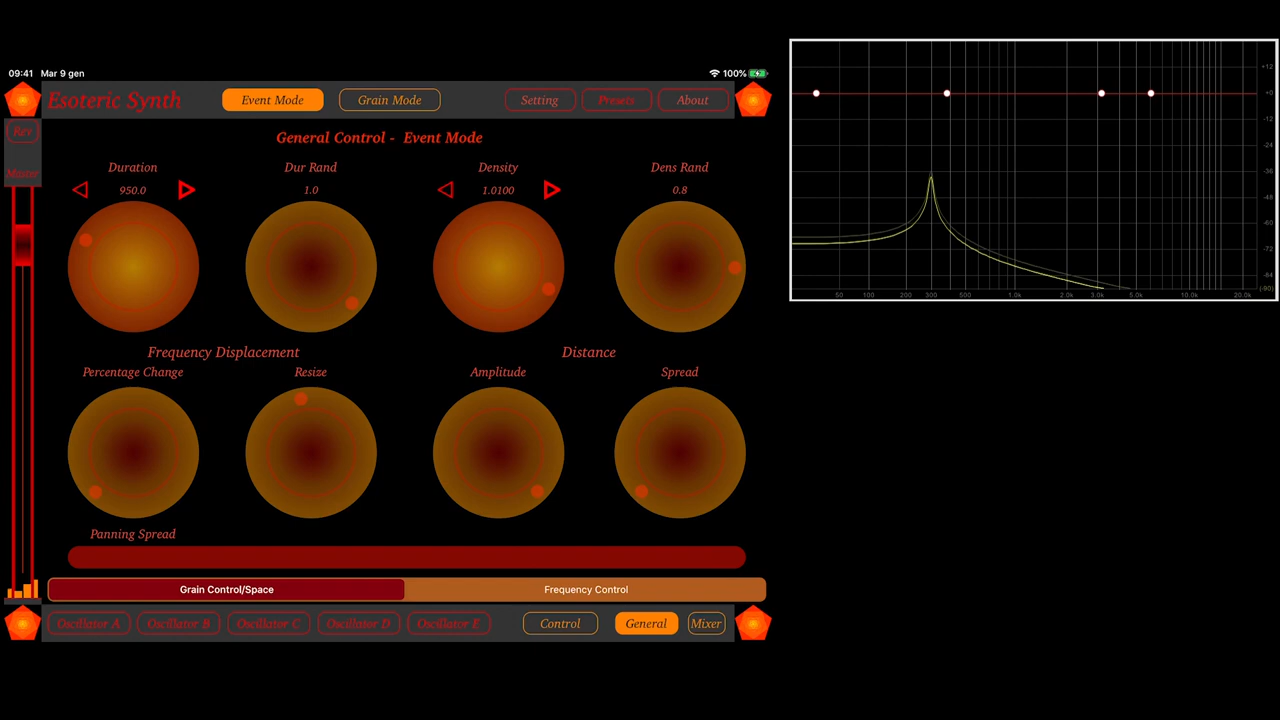 09:41 Mar 9 gen
100%
Esoteric Synth
Event Mode
Grain Mode
Setting
Presets
About
Rev
Master
General Control - Event Mode
Duration
Dur Rand
Density
Dens Rand
950.0
1.0
1.0100
0.8
Frequency Displacement
Distance
Percentage Change
Resize
Amplitude
Spread
Panning Spread
Grain Control/Space
Frequency Control
Oscillator A
Oscillator B
Oscillator C
Oscillator D
Oscillator E
Control
General
Mixer
+12
+0
-12
-24
-36
-48
-60
-72
-84
(-90)
50 100 200 300 500 1.0k 2.0k 3.0k 5.0k 10.0k 20.0k